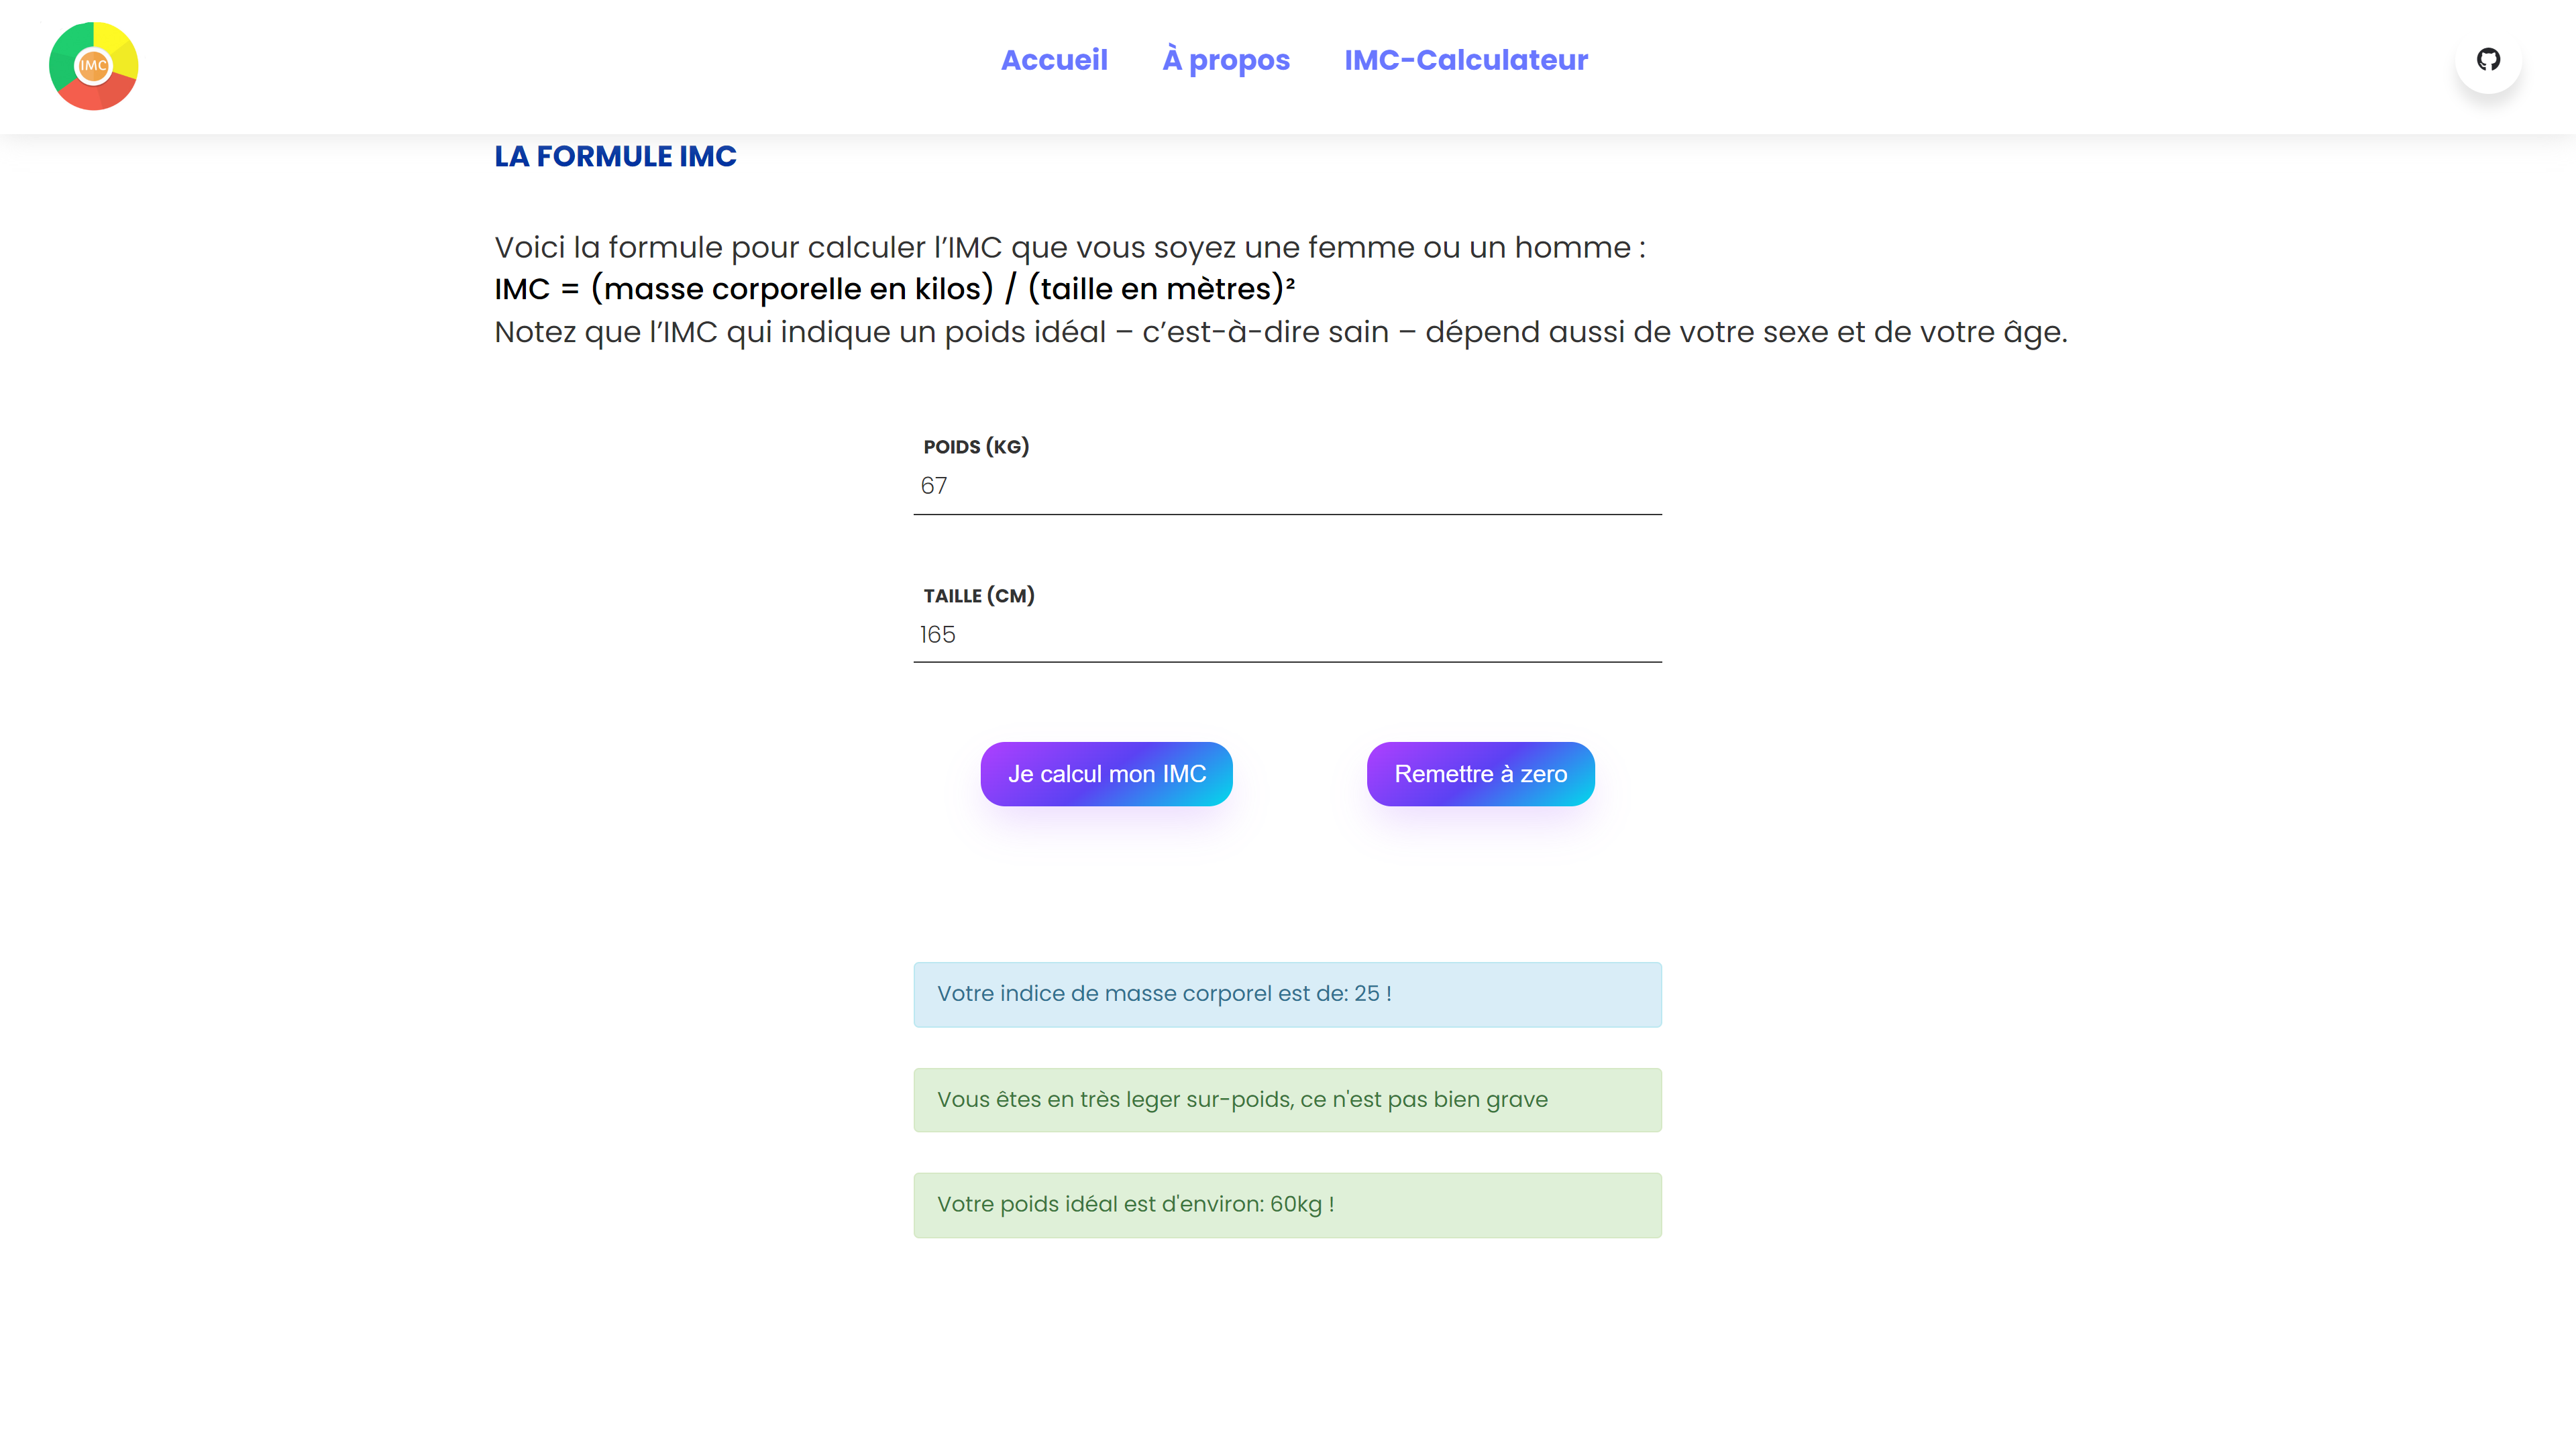 IMC
Accueil
À propos
IMC-Calculateur
LA FORMULE IMC
Voici la formule pour calculer l’IMC que vous soyez une femme ou un homme :
IMC = (masse corporelle en kilos) / (taille en mètres)²
Notez que l’IMC qui indique un poids idéal – c’est-à-dire sain – dépend aussi de votre sexe et de votre âge.
POIDS (KG)
67
TAILLE (CM)
165
Je calcul mon IMC
Remettre à zero
Votre indice de masse corporel est de: 25 !
Vous êtes en très leger sur-poids, ce n'est pas bien grave
Votre poids idéal est d'environ: 60kg !